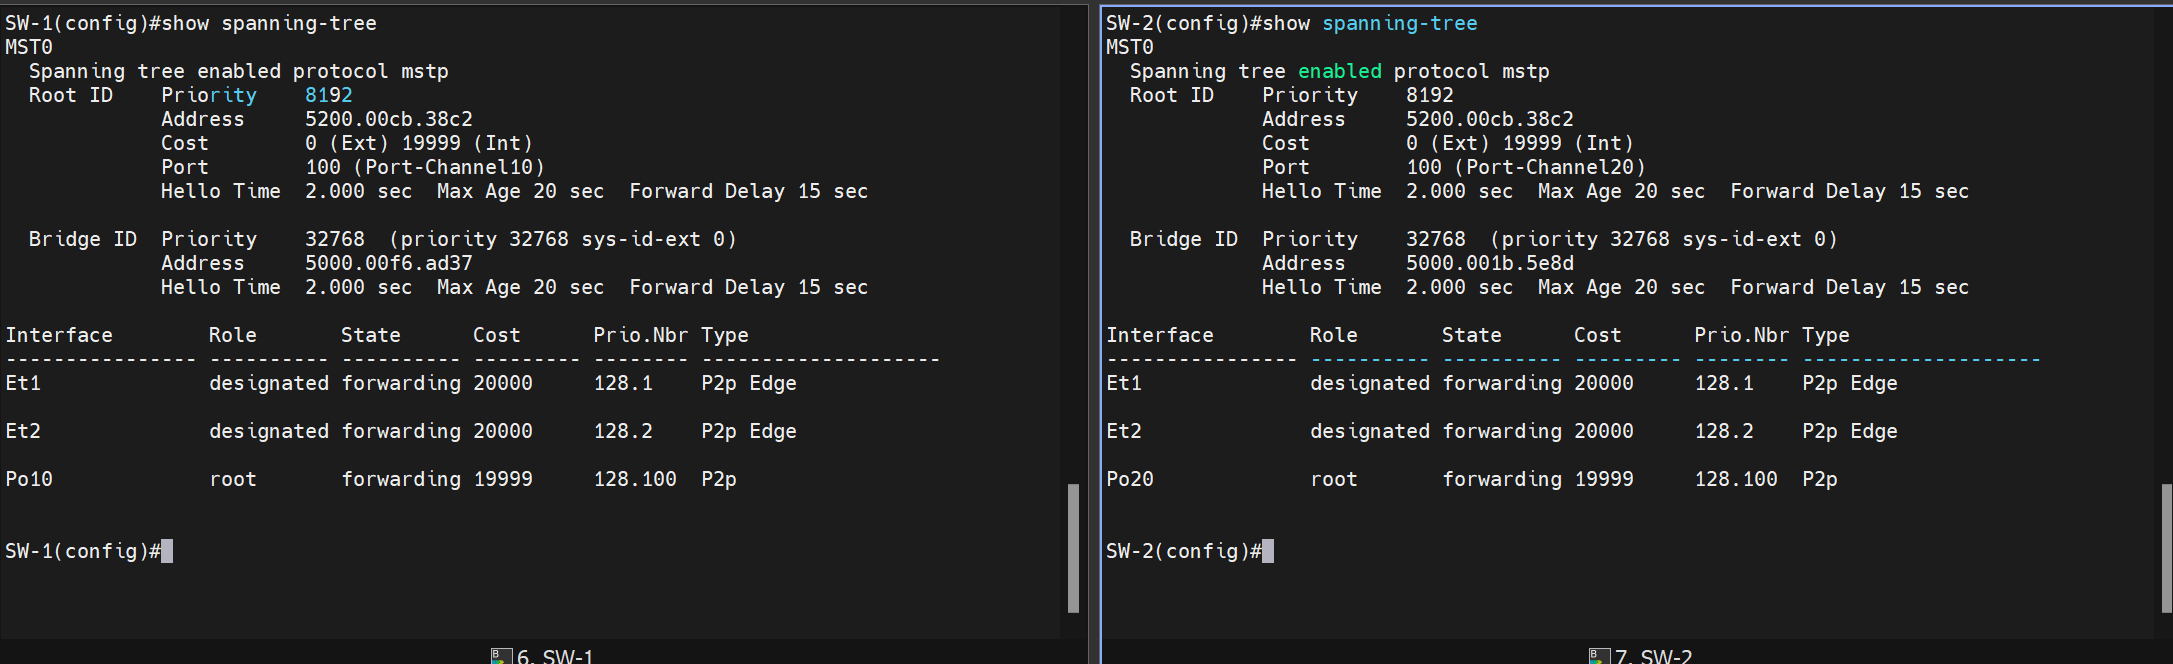 SW-1(config)#show spanning-tree
MST0
  Spanning tree enabled protocol mstp
  Root ID    Priority    8192
             Address     5200.00cb.38c2
             Cost        0 (Ext) 19999 (Int)
             Port        100 (Port-Channel10)
             Hello Time  2.000 sec  Max Age 20 sec  Forward Delay 15 sec

  Bridge ID  Priority    32768  (priority 32768 sys-id-ext 0)
             Address     5000.00f6.ad37
             Hello Time  2.000 sec  Max Age 20 sec  Forward Delay 15 sec

Interface        Role       State      Cost      Prio.Nbr Type
---------------- ---------- ---------- --------- -------- --------------------
Et1              designated forwarding 20000     128.1    P2p Edge

Et2              designated forwarding 20000     128.2    P2p Edge

Po10             root       forwarding 19999     128.100  P2p

SW-1(config)#
6. SW-1
SW-2(config)#show spanning-tree
MST0
  Spanning tree enabled protocol mstp
  Root ID    Priority    8192
             Address     5200.00cb.38c2
             Cost        0 (Ext) 19999 (Int)
             Port        100 (Port-Channel20)
             Hello Time  2.000 sec  Max Age 20 sec  Forward Delay 15 sec

  Bridge ID  Priority    32768  (priority 32768 sys-id-ext 0)
             Address     5000.001b.5e8d
             Hello Time  2.000 sec  Max Age 20 sec  Forward Delay 15 sec

Interface        Role       State      Cost      Prio.Nbr Type
---------------- ---------- ---------- --------- -------- --------------------
Et1              designated forwarding 20000     128.1    P2p Edge

Et2              designated forwarding 20000     128.2    P2p Edge

Po20             root       forwarding 19999     128.100  P2p

SW-2(config)#
7. SW-2